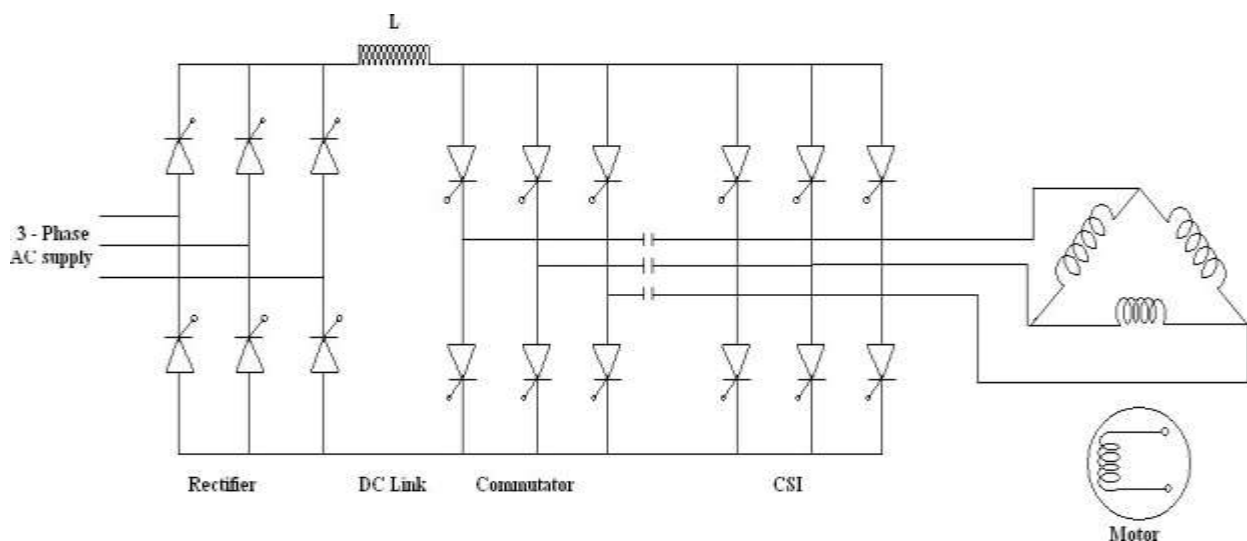 L
3 - Phase
AC supply
Rectifier
DC Link
Commutator
CSI
Motor